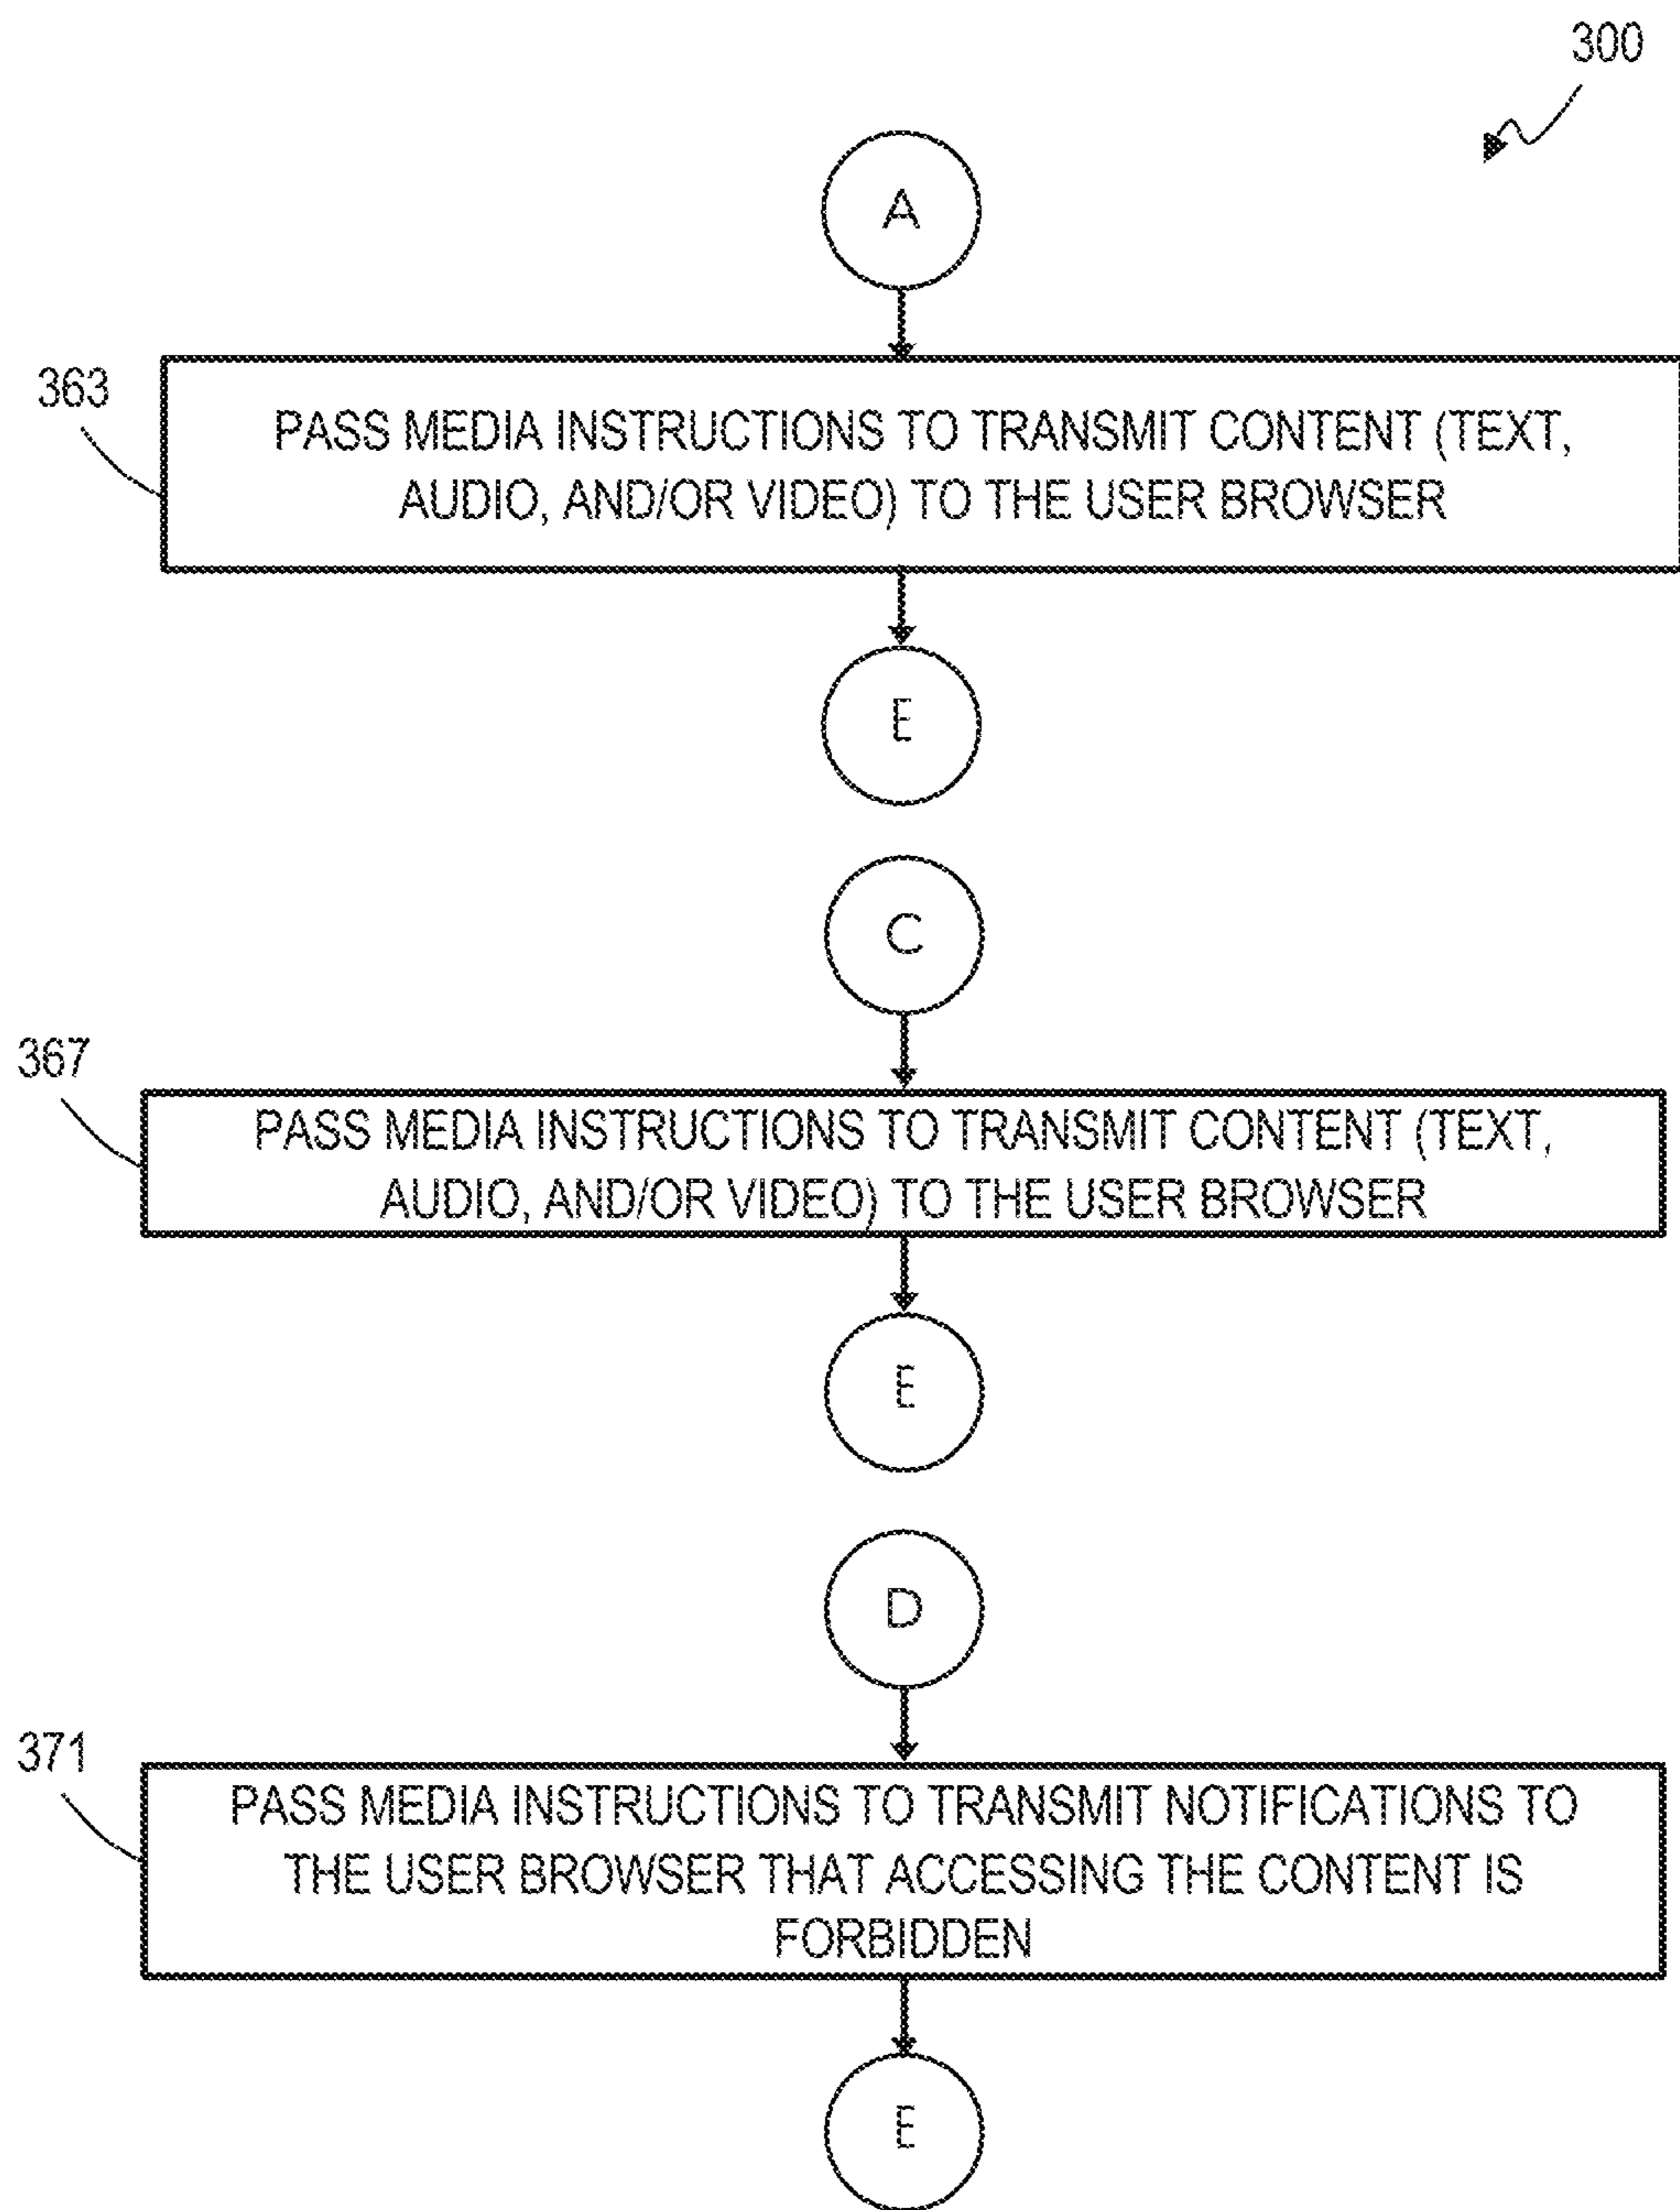 300
A
363
PASS MEDIA INSTRUCTIONS TO TRANSMIT CONTENT (TEXT,
AUDIO, AND/OR VIDEO) TO THE USER BROWSER
E
C
367
PASS MEDIA INSTRUCTIONS TO TRANSMIT CONTENT (TEXT,
AUDIO, AND/OR VIDEO) TO THE USER BROWSER
E
D
371
PASS MEDIA INSTRUCTIONS TO TRANSMIT NOTIFICATIONS TO
THE USER BROWSER THAT ACCESSING THE CONTENT IS
FORBIDDEN
E